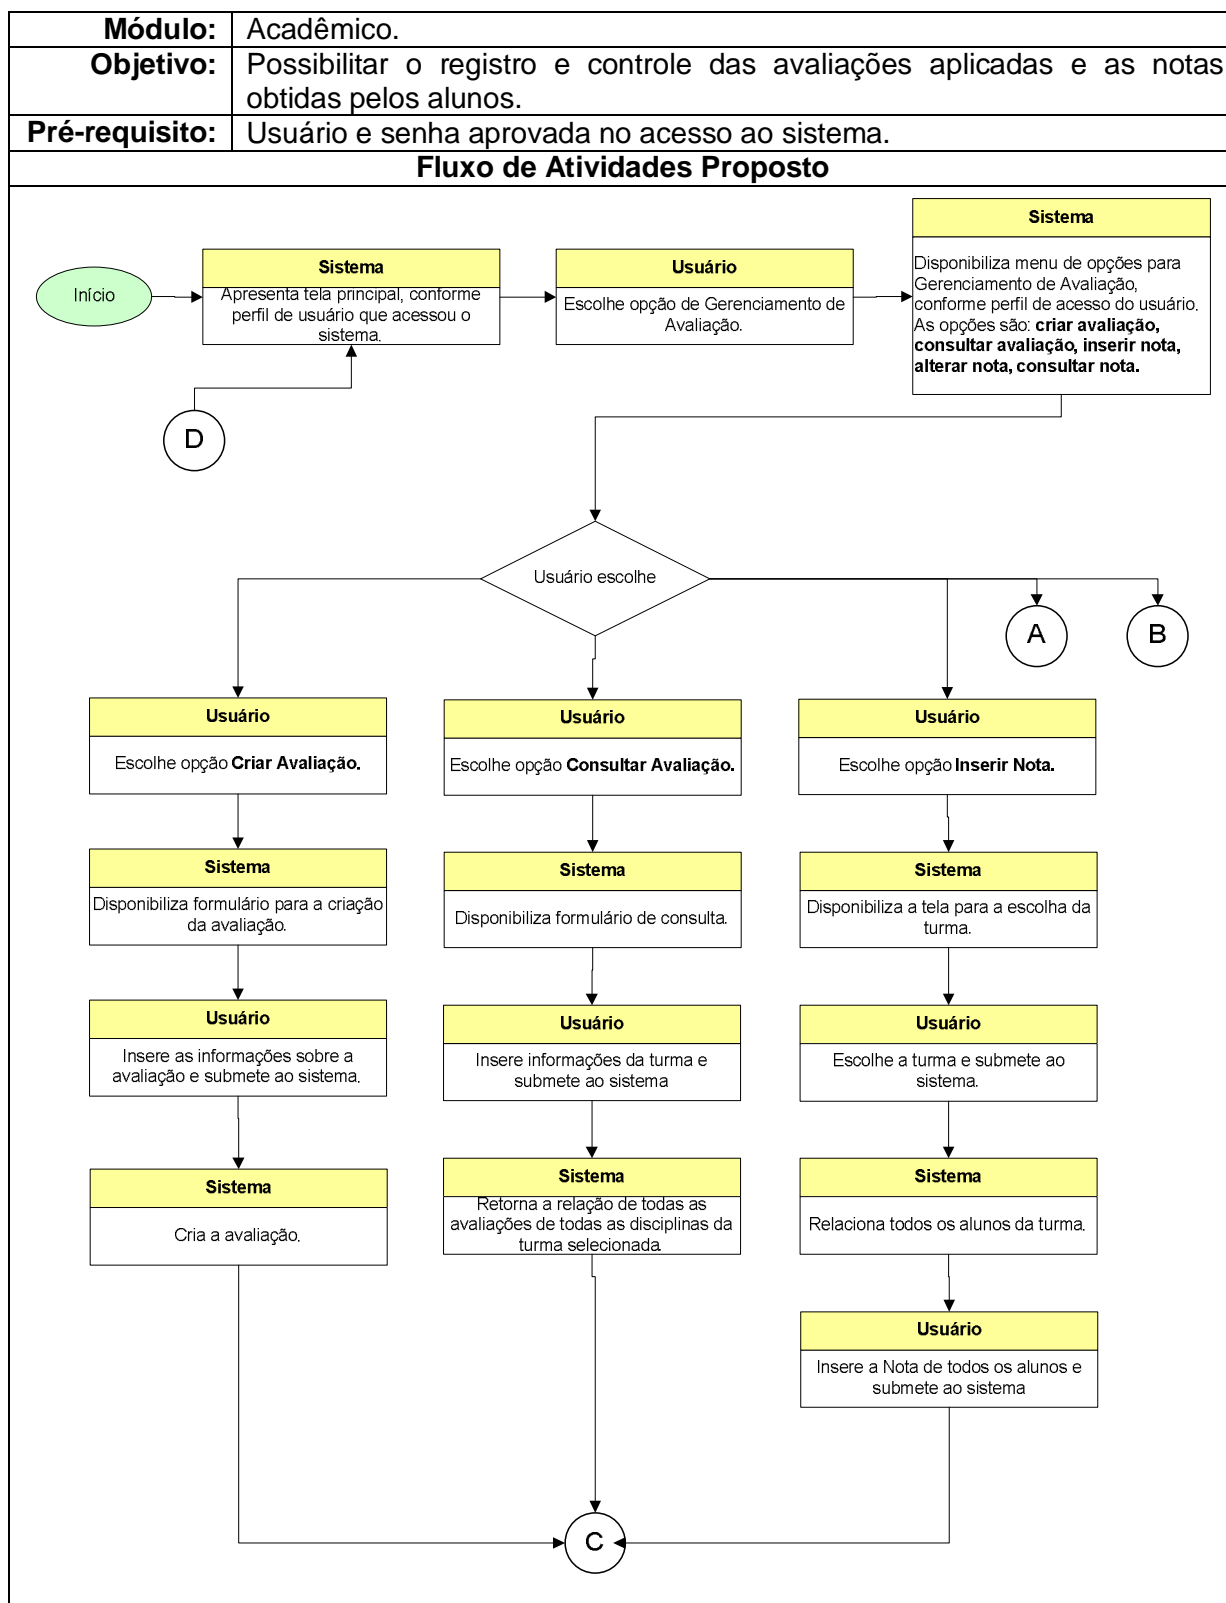 Módulo: Acadêmico.
Objetivo: Possibilitar o registro e controle das avaliações aplicadas e as notas
obtidas pelos alunos.
Pré-requisito: Usuário e senha aprovada no acesso ao sistema.
Fluxo de Atividades Proposto
Início
Sistema
Apresenta tela principal, conforme
perfil de usuário que acessou o
sistema.
Usuário
Escolhe opção de Gerenciamento de
Avaliação.
Sistema
Disponibiliza menu de opções para
Gerenciamento de Avaliação,
conforme perfil de acesso do usuário.
As opções são: criar avaliação,
consultar avaliação, inserir nota,
alterar nota, consultar nota.
D
Usuário escolhe
A
B
Usuário
Escolhe opção Criar Avaliação.
Sistema
Disponibiliza formulário para a criação
da avaliação.
Usuário
Insere as informações sobre a
avaliação e submete ao sistema.
Sistema
Cria a avaliação.
Usuário
Escolhe opção Consultar Avaliação.
Sistema
Disponibiliza formulário de consulta.
Usuário
Insere informações da turma e
submete ao sistema
Sistema
Retorna a relação de todas as
avaliações de todas as disciplinas da
turma selecionada.
Usuário
Escolhe opção Inserir Nota.
Sistema
Disponibiliza a tela para a escolha da
turma.
Usuário
Escolhe a turma e submete ao
sistema.
Sistema
Relaciona todos os alunos da turma.
Usuário
Insere a Nota de todos os alunos e
submete ao sistema
C